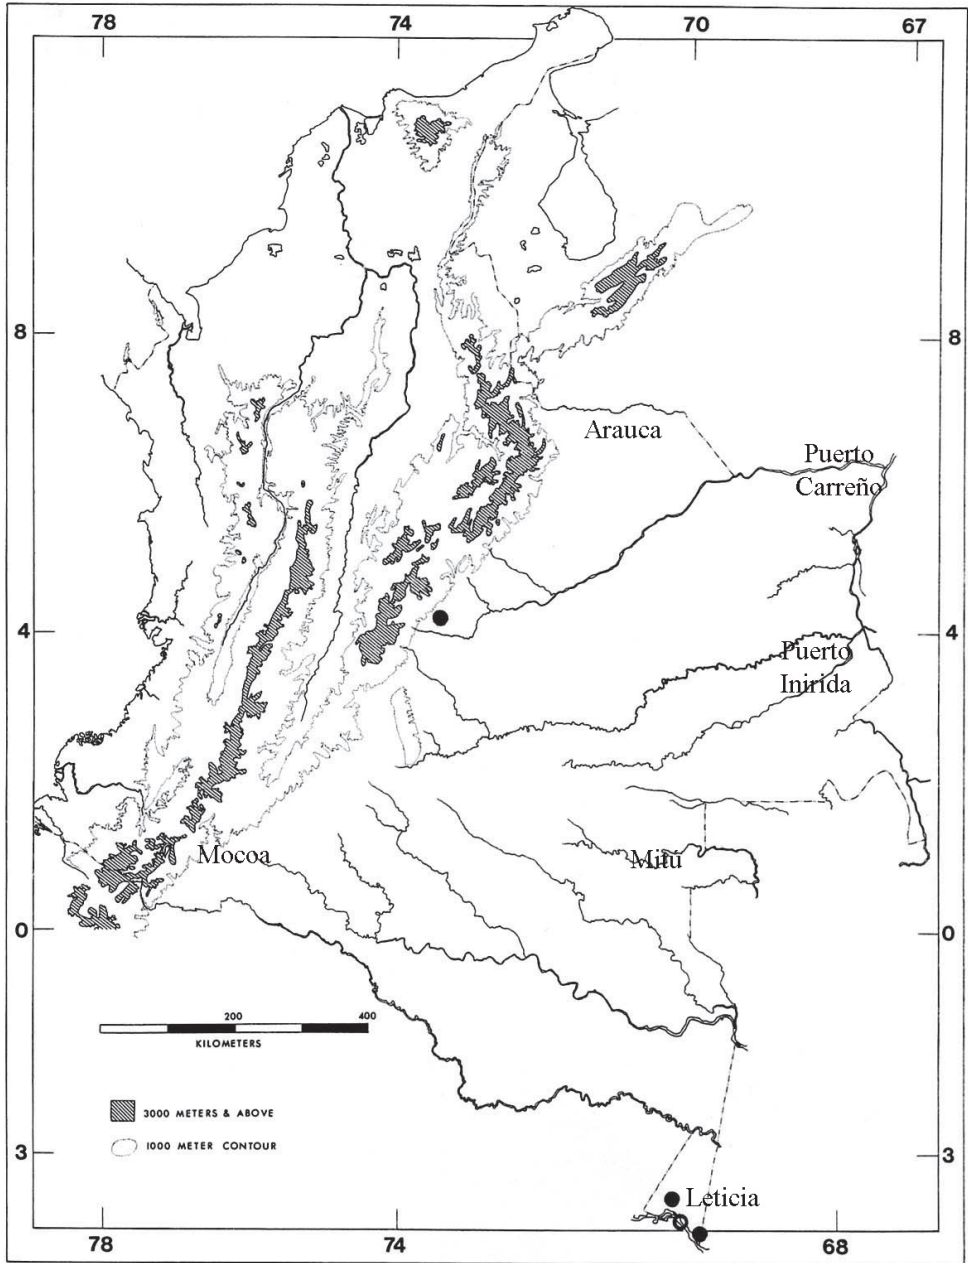 78
74
70
67
8
8
Arauca
Puerto
Carreño
4
4
Puerto
Inirida
Mocoa
Mitú
0
0
200
400
KILOMETERS
3000 METERS & ABOVE
1000 METER CONTOUR
3
3
Leticia
78
74
68